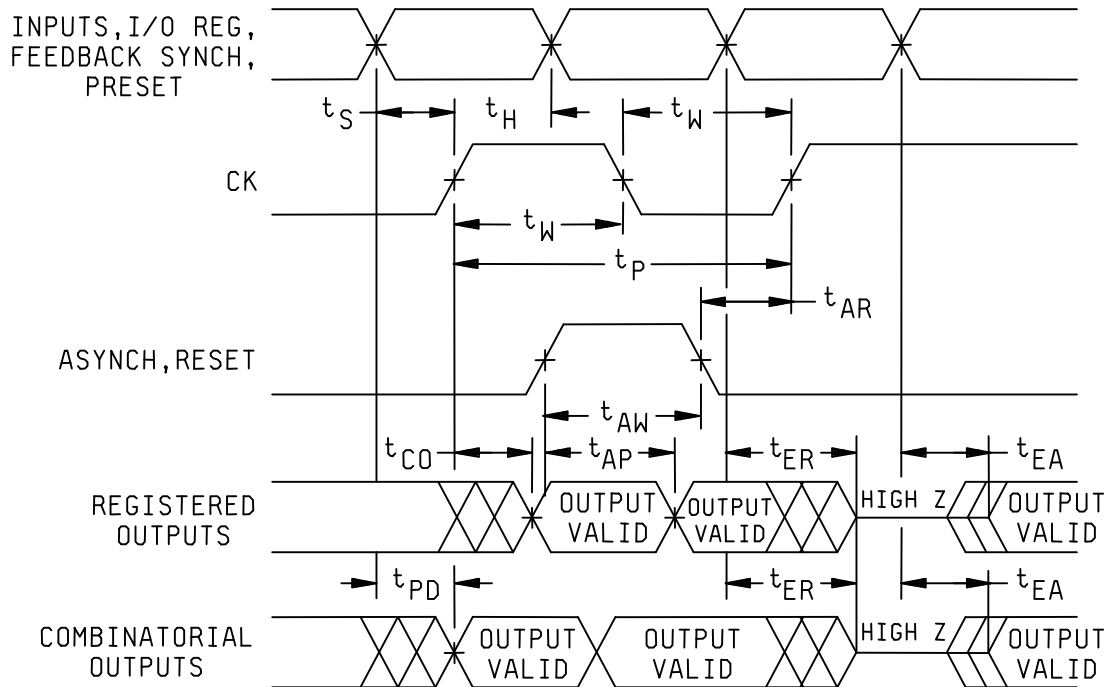 INPUTS, I/O REG,
FEEDBACK SYNCH,
PRESET
tS
tH
tW
CK
tW
tP
tAR
ASYNCH, RESET
tAW
tCO
tAP
tER
tEA
REGISTERED
OUTPUTS
OUTPUT
VALID
OUTPUT
VALID
HIGH Z
OUTPUT
VALID
tPD
tER
tEA
COMBINATORIAL
OUTPUTS
OUTPUT
VALID
OUTPUT
VALID
HIGH Z
OUTPUT
VALID